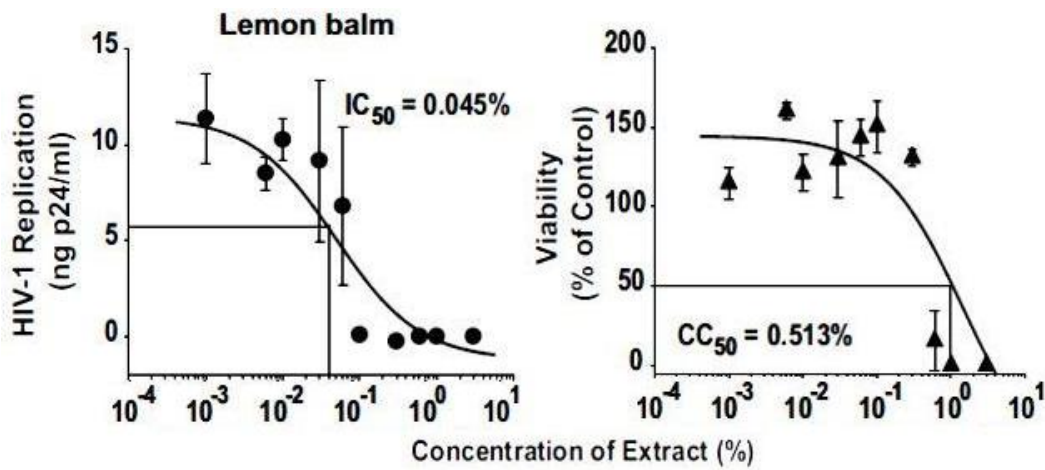 Lemon balm
HIV-1 Replication
(ng p24/ml)
15
10
5
0
IC50 = 0.045%
10-4 10-3 10-2 10-1 100 101
Viability
(% of Control)
200
150
100
50
0
CC50 = 0.513%
10-4 10-3 10-2 10-1 100 101
Concentration of Extract (%)